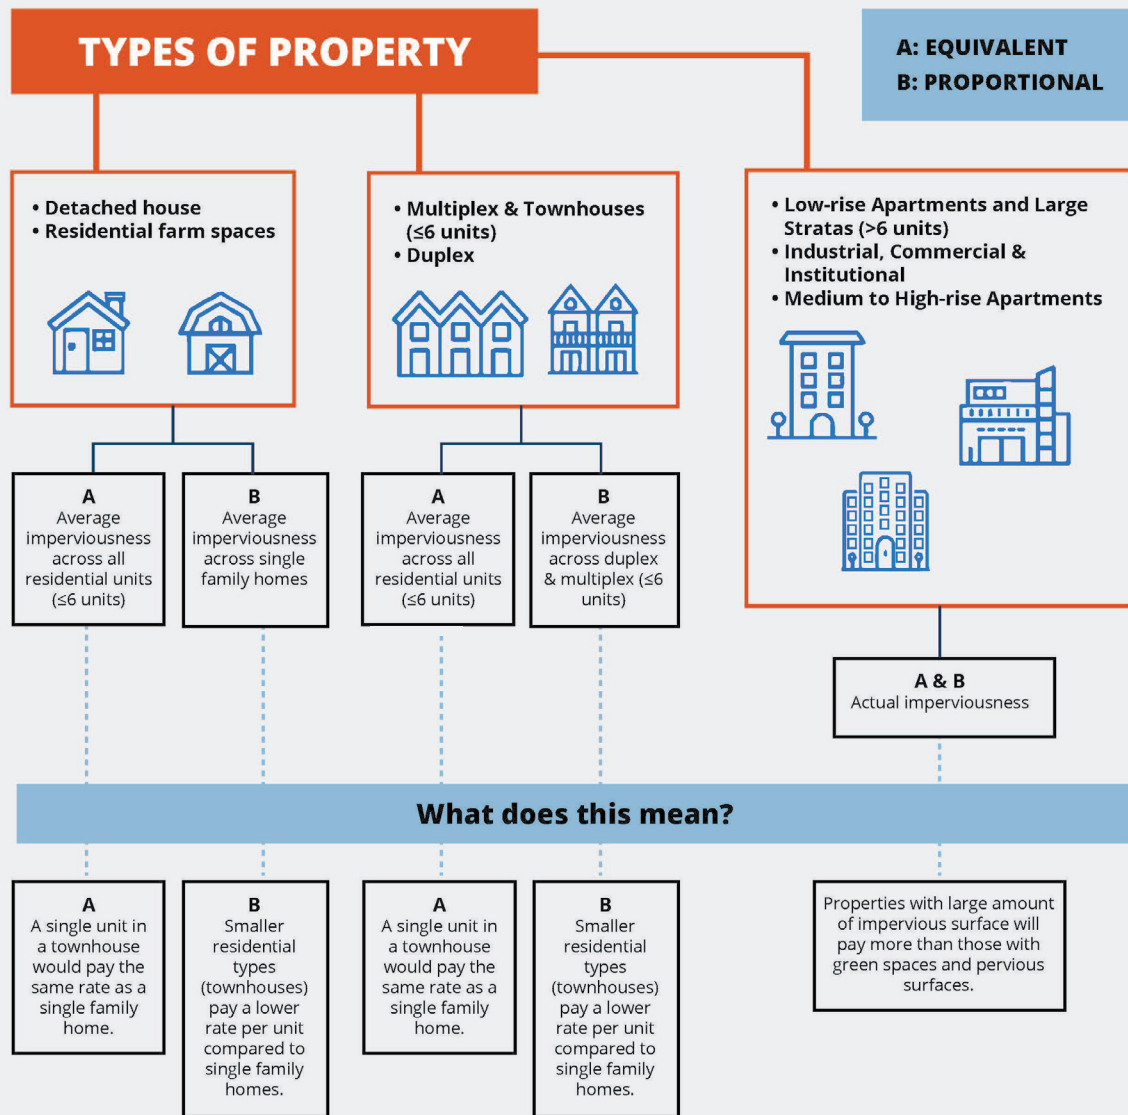 TYPES OF PROPERTY
A: EQUIVALENT
B: PROPORTIONAL
• Detached house
• Residential farm spaces
• Multiplex & Townhouses
(≤6 units)
• Duplex
• Low-rise Apartments and Large
Stratas (>6 units)
• Industrial, Commercial &
Institutional
• Medium to High-rise Apartments
A
Average
imperviousness
across all
residential units
(≤6 units)
B
Average
imperviousness
across single
family homes
A
Average
imperviousness
across all
residential units
(≤6 units)
B
Average
imperviousness
across duplex
& multiplex (≤6
units)
A & B
Actual imperviousness
What does this mean?
A
A single unit in
a townhouse
would pay the
same rate as a
single family
home.
B
Smaller
residential
types
(townhouses)
pay a lower
rate per unit
compared to
single family
homes.
A
A single unit in
a townhouse
would pay the
same rate as a
single family
home.
B
Smaller
residential
types
(townhouses)
pay a lower
rate per unit
compared to
single family
homes.
Properties with large amount
of impervious surface will
pay more than those with
green spaces and pervious
surfaces.